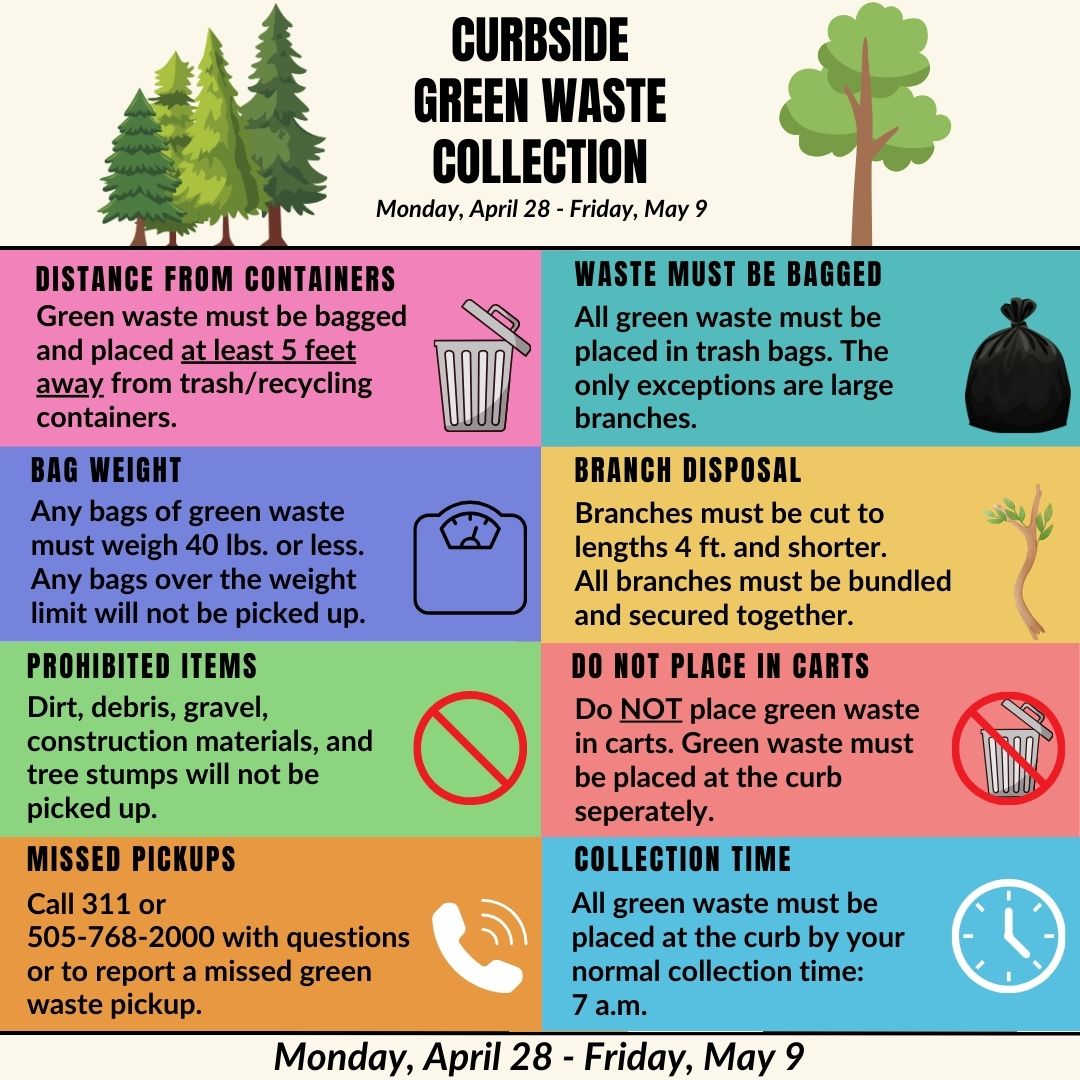 CURBSIDE
GREEN WASTE
COLLECTION
Monday, April 28 - Friday, May 9
DISTANCE FROM CONTAINERS
Green waste must be bagged
and placed at least 5 feet
away from trash/recycling
containers.
WASTE MUST BE BAGGED
All green waste must be
placed in trash bags. The
only exceptions are large
branches.
BAG WEIGHT
Any bags of green waste
must weigh 40 lbs. or less.
Any bags over the weight
limit will not be picked up.
BRANCH DISPOSAL
Branches must be cut to
lengths 4 ft. and shorter.
All branches must be bundled
and secured together.
PROHIBITED ITEMS
Dirt, debris, gravel,
construction materials, and
tree stumps will not be
picked up.
DO NOT PLACE IN CARTS
Do NOT place green waste
in carts. Green waste must
be placed at the curb
seperately.
MISSED PICKUPS
Call 311 or
505-768-2000 with questions
or to report a missed green
waste pickup.
COLLECTION TIME
All green waste must be
placed at the curb by your
normal collection time:
7 a.m.
Monday, April 28 - Friday, May 9